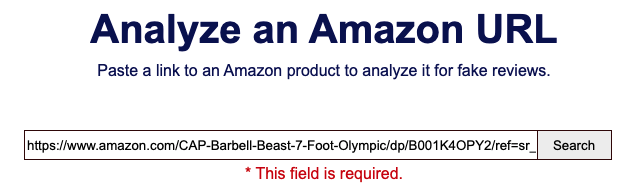 Analyze an Amazon URL
Paste a link to an Amazon product to analyze it for fake reviews.
https://www.amazon.com/CAP-Barbell-Beast-7-Foot-Olympic/dp/B001K4OPY2/ref=sr_ Search
* This field is required.